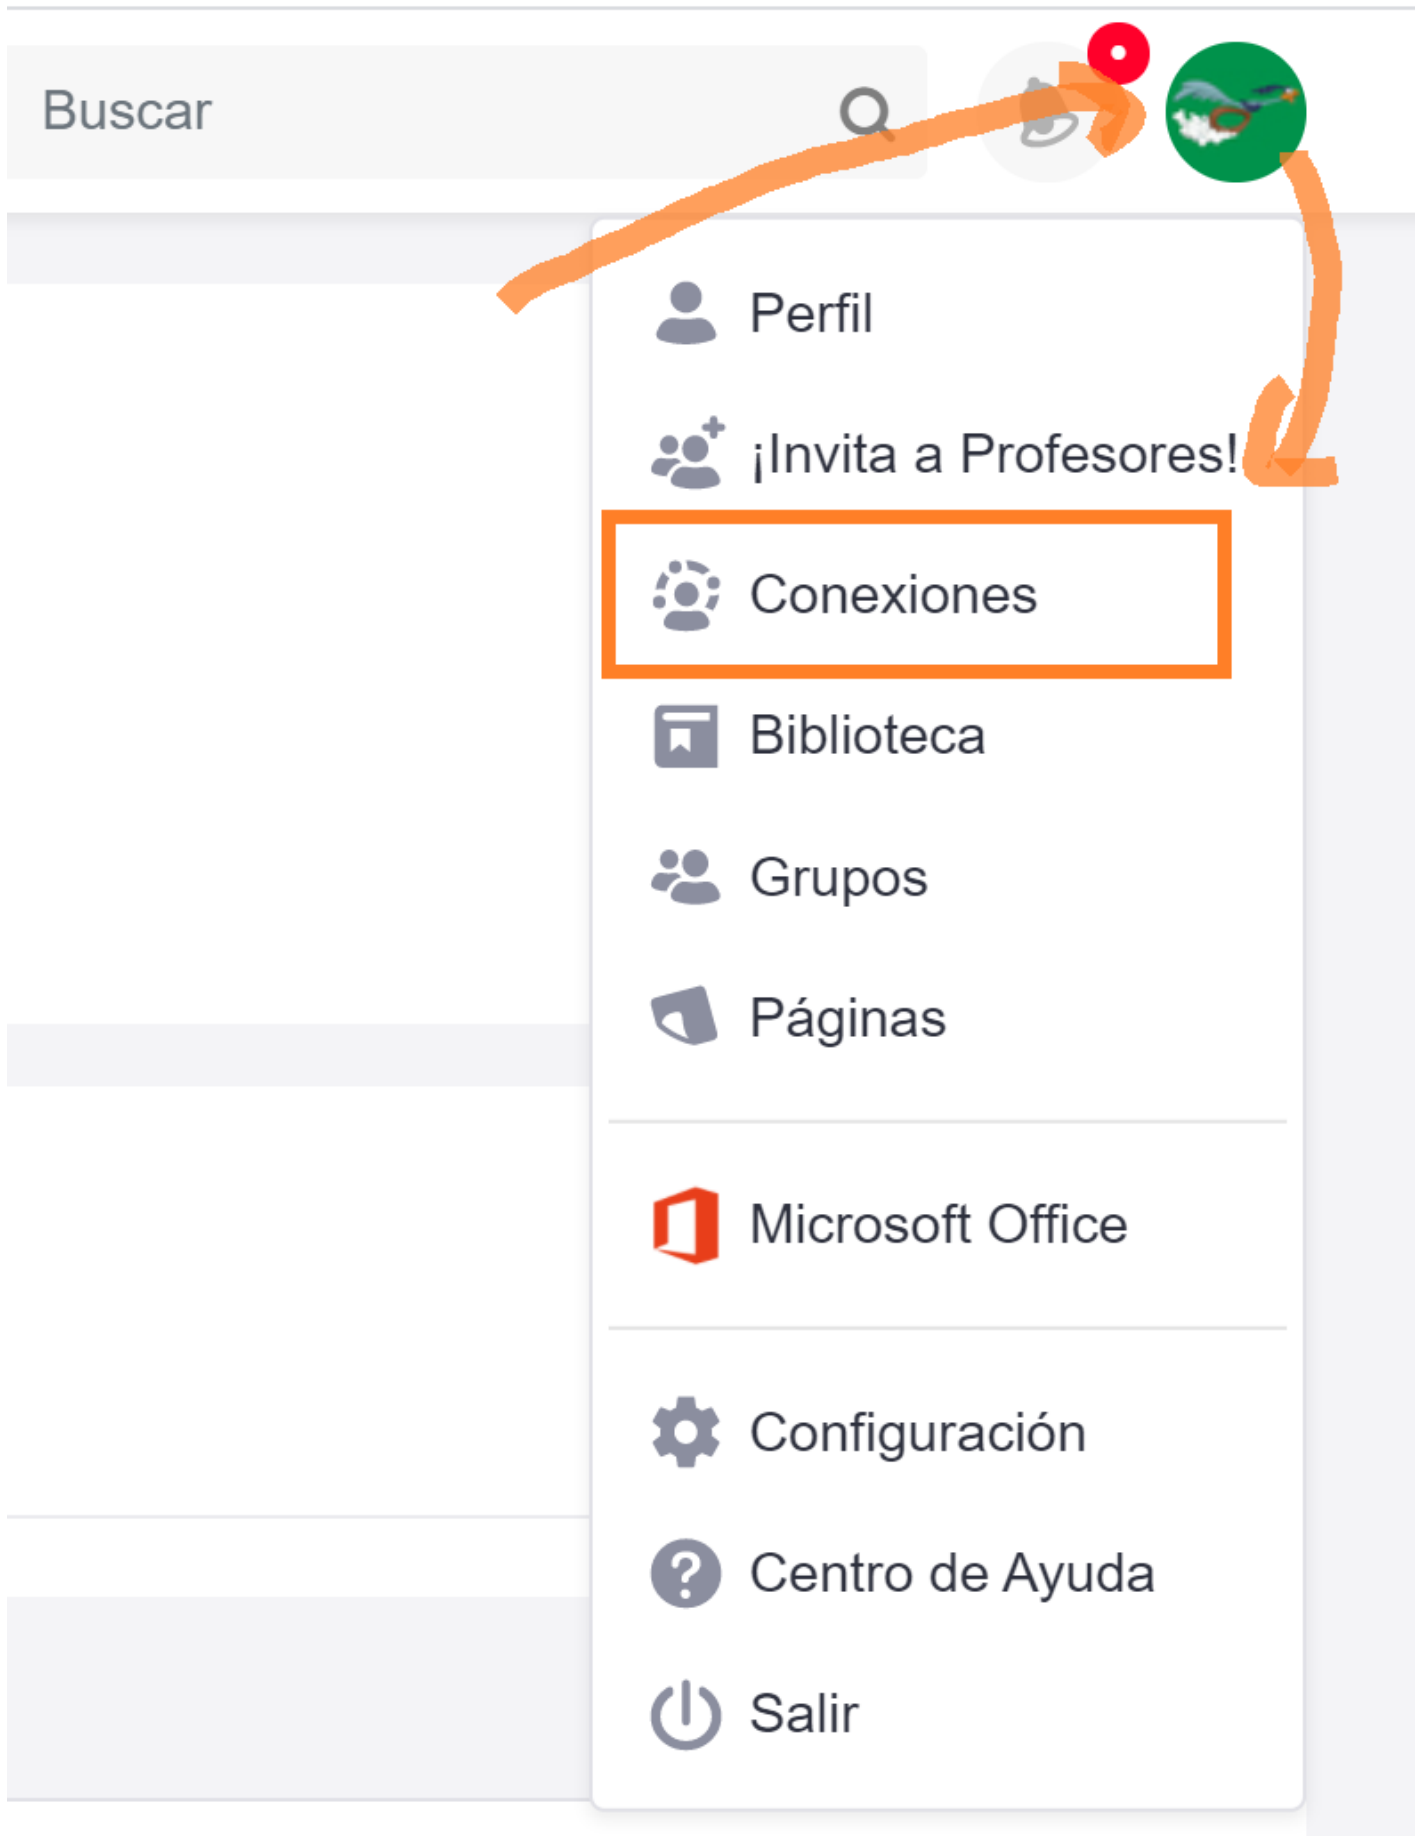 Buscar
Perfil
¡Invita a Profesores!
Conexiones
Biblioteca
Grupos
Páginas
Microsoft Office
Configuración
Centro de Ayuda
Salir